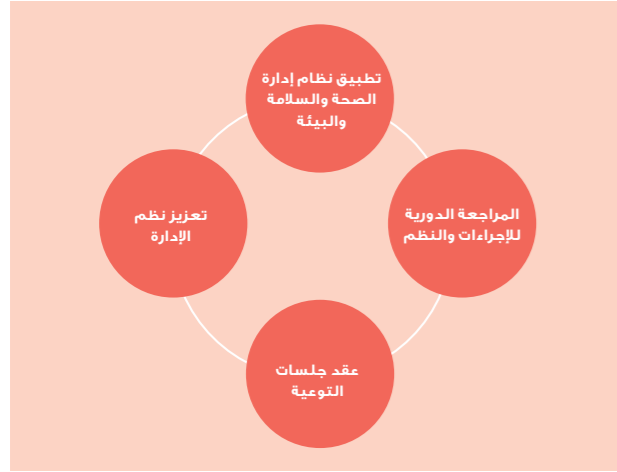 تطبيق نظام إدارة
الصحة والسلامة
والبيئة
المراجعة الدورية
للإجراءات والنظم
تعزيز نظم
الإدارة
عقد جلسات
التوعية